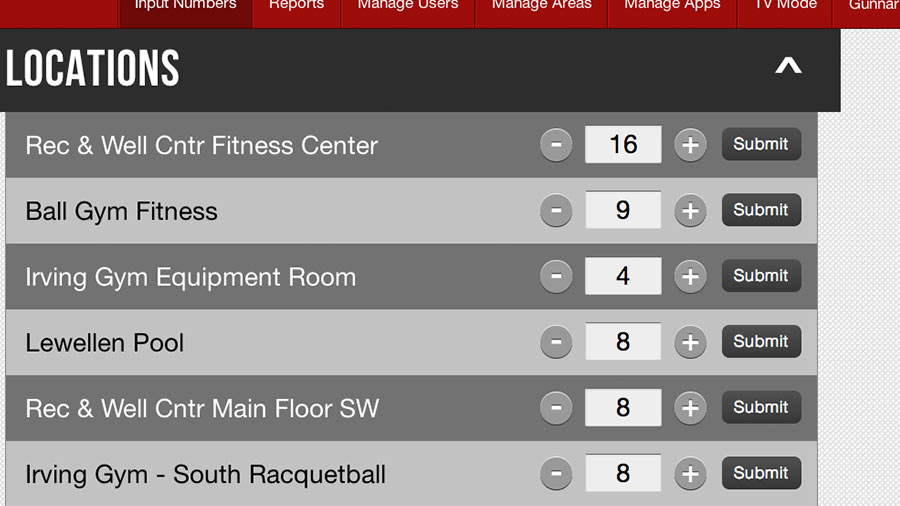 Input Numbers Reports Manage Users Manage Areas Manage Apps TV Mode Gunnar
LOCATIONS ^
Rec & Well Cntr Fitness Center - 16 + Submit
Ball Gym Fitness - 9 + Submit
Irving Gym Equipment Room - 4 + Submit
Lewellen Pool - 8 + Submit
Rec & Well Cntr Main Floor SW - 8 + Submit
Irving Gym - South Racquetball - 8 + Submit